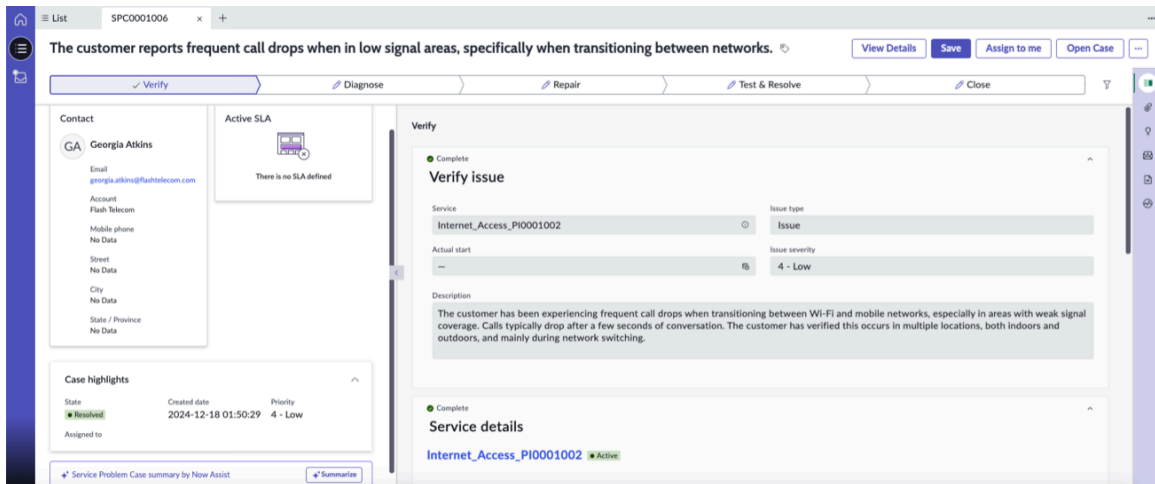 List
SPC0001006
The customer reports frequent call drops when in low signal areas, specifically when transitioning between networks.
View Details
Save
Assign to me
Open Case
Verify
Diagnose
Repair
Test & Resolve
Close
Contact
GA
Georgia Atkins
Email
georgia.atkins@flashtelecom.com
Account
Flash Telecom
Mobile phone
No Data
Street
No Data
City
No Data
State / Province
No Data
Active SLA
There is no SLA defined
Case highlights
State
Resolved
Created date
2024-12-18 01:50:29
Priority
4 - Low
Assigned to
Service Problem Case summary by Now Assist
Summarize
Verify
Complete
Verify issue
Service
Internet_Access_PI0001002
Issue type
Issue
Actual start
—
Issue severity
4 - Low
Description
The customer has been experiencing frequent call drops when transitioning between Wi-Fi and mobile networks, especially in areas with weak signal
coverage. Calls typically drop after a few seconds of conversation. The customer has verified this occurs in multiple locations, both indoors and
outdoors, and mainly during network switching.
Complete
Service details
Internet_Access_PI0001002
Active